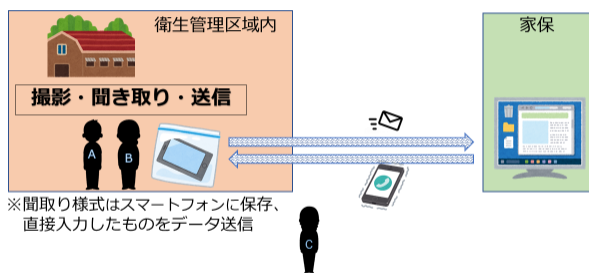 衛生管理区域内
家保
撮影・聞き取り・送信
A
B
※聞取り様式はスマートフォンに保存、
直接入力したものをデータ送信
C